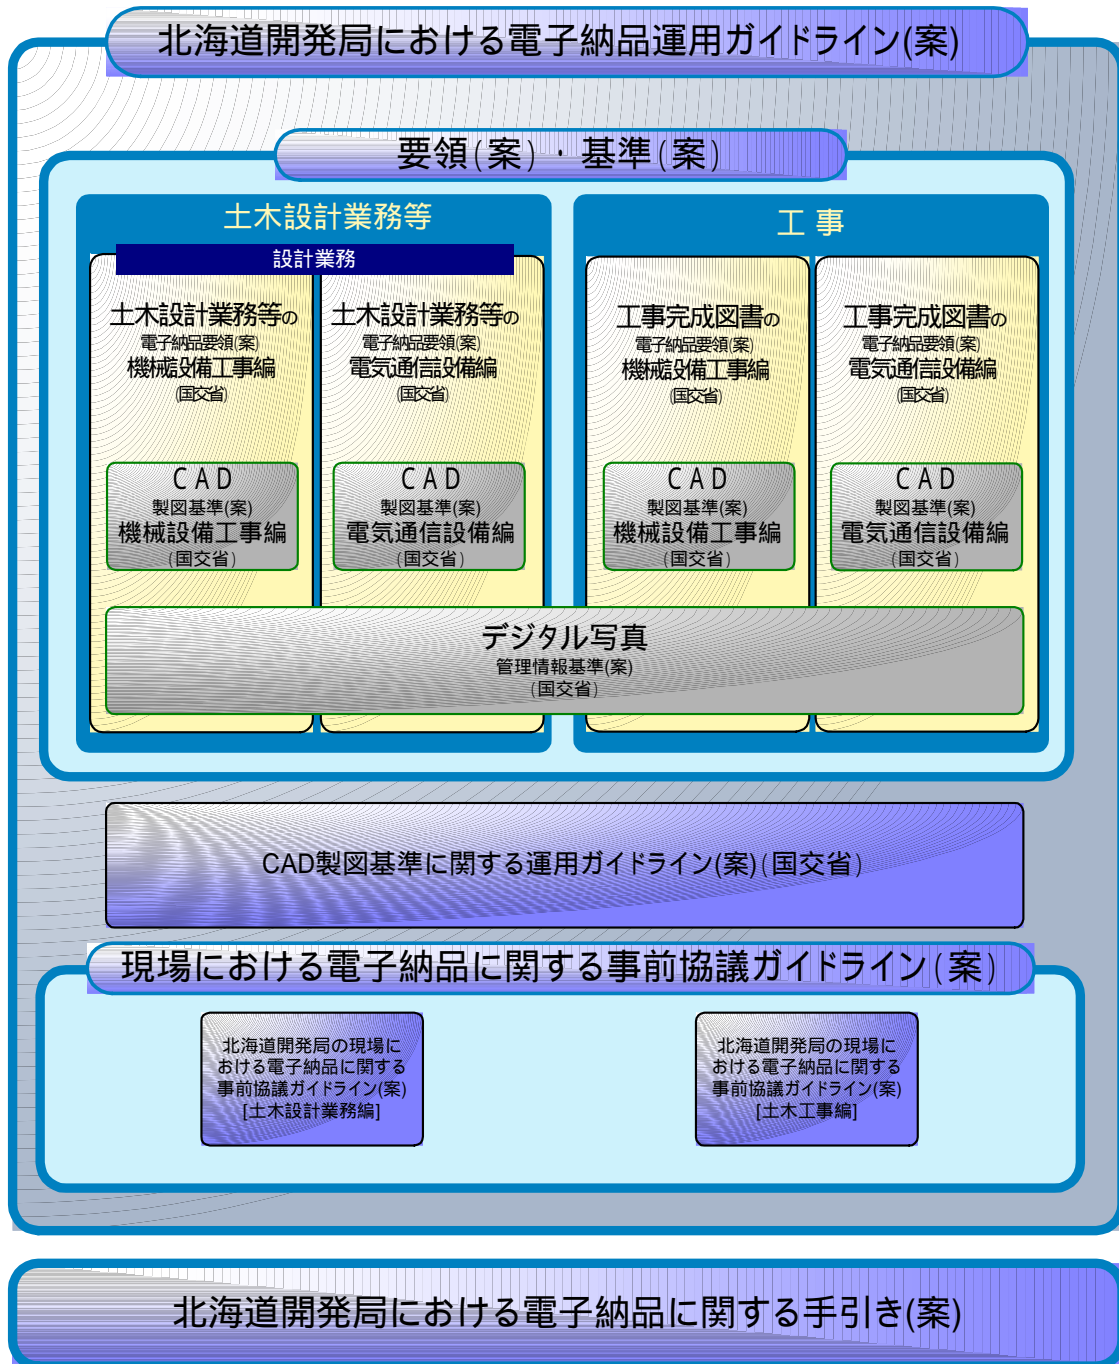 北海道開発局における電子納品運用ガイドライン(案)
要領(案)・基準(案)
土木設計業務等
設計業務
土木設計業務等の
電子納品要領(案)
機械設備工事編
(国交省)
CAD
製図基準(案)
機械設備工事編
(国交省)
土木設計業務等の
電子納品要領(案)
電気通信設備編
(国交省)
CAD
製図基準(案)
電気通信設備編
(国交省)
工事
工事完成図書の
電子納品要領(案)
機械設備工事編
(国交省)
CAD
製図基準(案)
機械設備工事編
(国交省)
工事完成図書の
電子納品要領(案)
電気通信設備編
(国交省)
CAD
製図基準(案)
電気通信設備編
(国交省)
デジタル写真
管理情報基準(案)
(国交省)
CAD製図基準に関する運用ガイドライン(案)(国交省)
現場における電子納品に関する事前協議ガイドライン(案)
北海道開発局の現場に
おける電子納品に関する
事前協議ガイドライン(案)
[土木設計業務編]
北海道開発局の現場に
おける電子納品に関する
事前協議ガイドライン(案)
[土木工事編]
北海道開発局における電子納品に関する手引き(案)